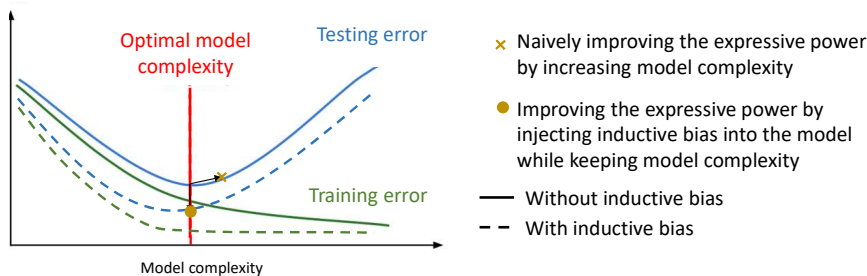 Optimal model
complexity
Testing error
Training error
Model complexity
Naively improving the expressive power
by increasing model complexity
Improving the expressive power by
injecting inductive bias into the model
while keeping model complexity
Without inductive bias
With inductive bias